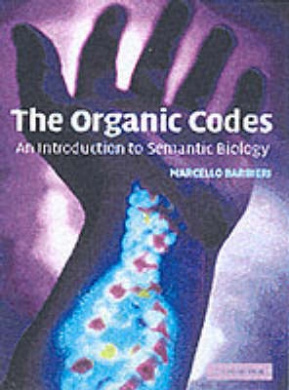 The Organic Codes
An Introduction to Semantic Biology
MARCELLO BARBIERI